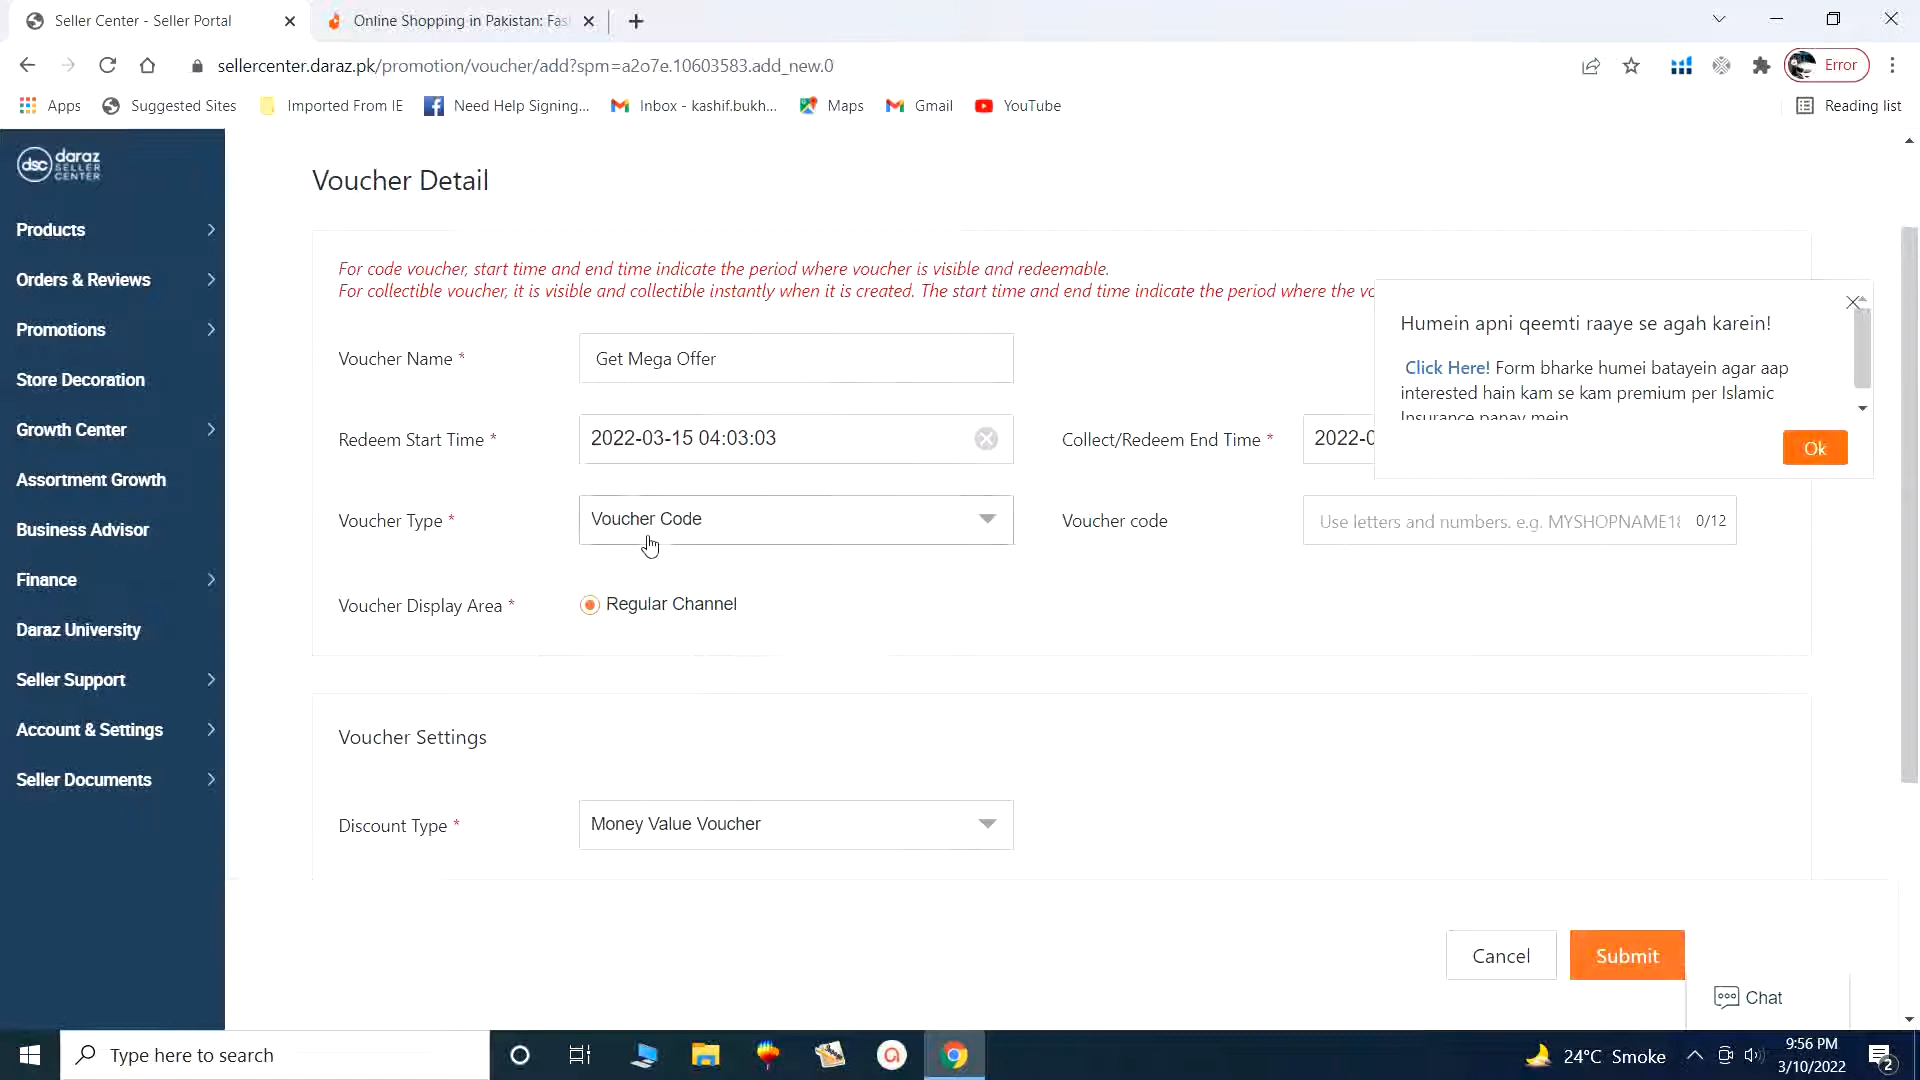 Seller Center - Seller Portal
Online Shopping in Pakistan: Fas
sellercenter.daraz.pk/promotion/voucher/add?spm=a2o7e.10603583.add_new.0
Error
Apps
Suggested Sites
Imported From IE
Need Help Signing...
Inbox - kashif.bukh...
Maps
Gmail
YouTube
Reading list
dsc daraz SELLER CENTER
Products
Orders & Reviews
Promotions
Store Decoration
Growth Center
Assortment Growth
Business Advisor
Finance
Daraz University
Seller Support
Account & Settings
Seller Documents
Voucher Detail
For code voucher, start time and end time indicate the period where voucher is visible and redeemable.
For collectible voucher, it is visible and collectible instantly when it is created. The start time and end time indicate the period where the vo
Voucher Name *
Get Mega Offer
Redeem Start Time *
2022-03-15 04:03:03
Collect/Redeem End Time *
2022-0
Voucher Type *
Voucher Code
Voucher code
Use letters and numbers. e.g. MYSHOPNAME18
0/12
Voucher Display Area *
Regular Channel
Humein apni qeemti raaye se agah karein!
Click Here! Form bharke humei batayein agar aap
interested hain kam se kam premium per Islamic
Insurance panay mein
Ok
Voucher Settings
Discount Type *
Money Value Voucher
Cancel
Submit
Chat
Type here to search
24°C Smoke
9:56 PM
3/10/2022
2